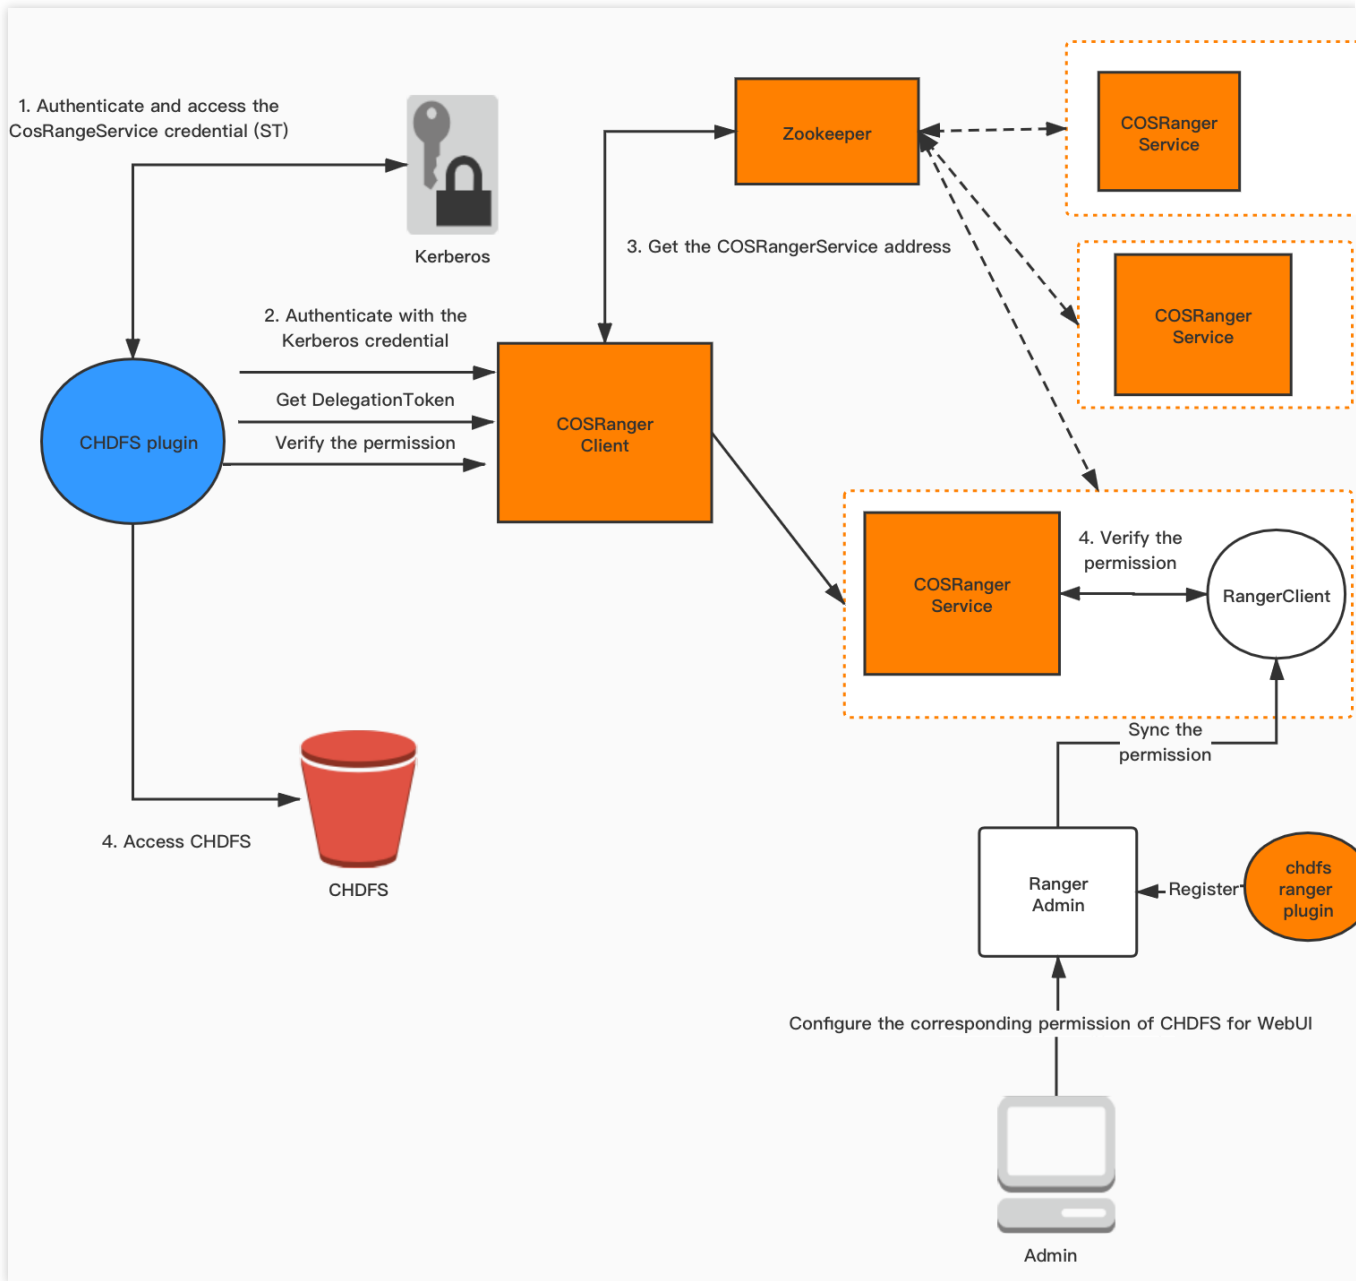 1. Authenticate and access the
CosRangeService credential (ST)
Kerberos
Zookeeper
COSRanger
Service
3. Get the COSRangerService address
COSRanger
Service
2. Authenticate with the
Kerberos credential
Get DelegationToken
Verify the permission
CHDFS plugin
COSRanger
Client
COSRanger
Service
4. Verify the
permission
RangerClient
Sync the
permission
4. Access CHDFS
CHDFS
Ranger
Admin
Register
chdfs
ranger
plugin
Configure the corresponding permission of CHDFS for WebUI
Admin